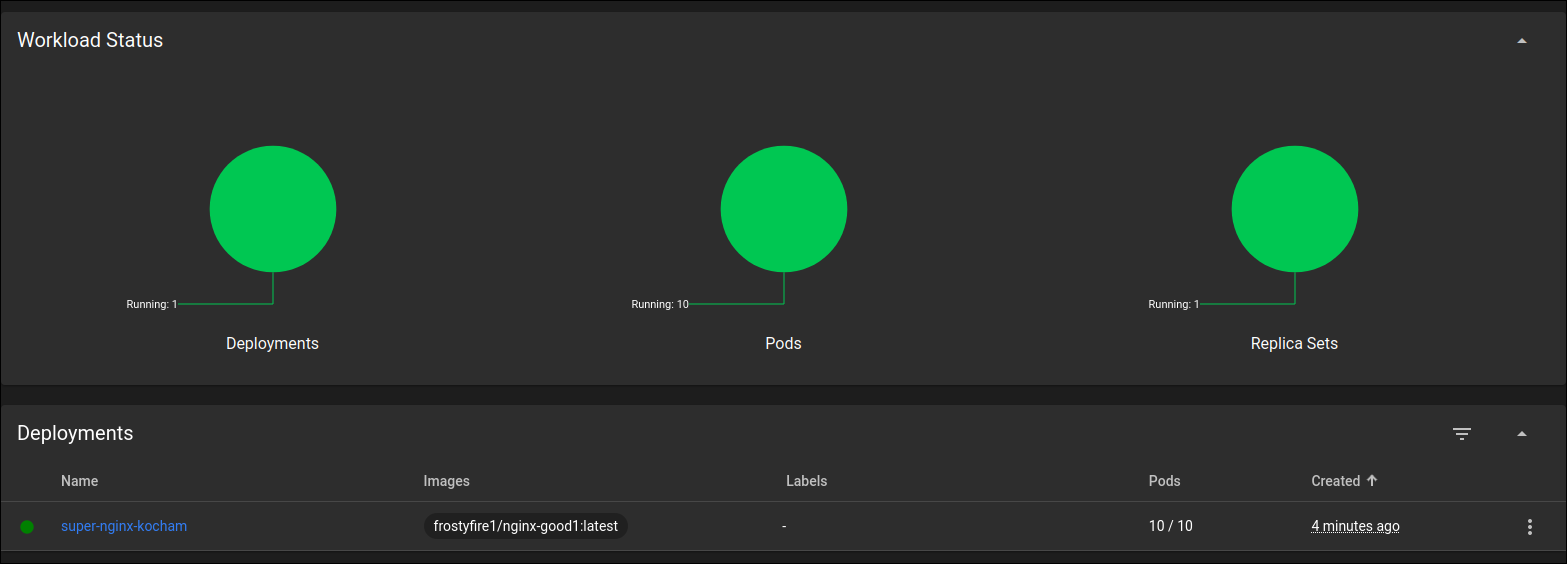 Workload Status
Running: 1
Running: 10
Running: 1
Deployments
Pods
Replica Sets
Deployments
Name Images Labels Pods Created
super-nginx-kocham frostyfire1/nginx-good1:latest - 10 / 10 4 minutes ago